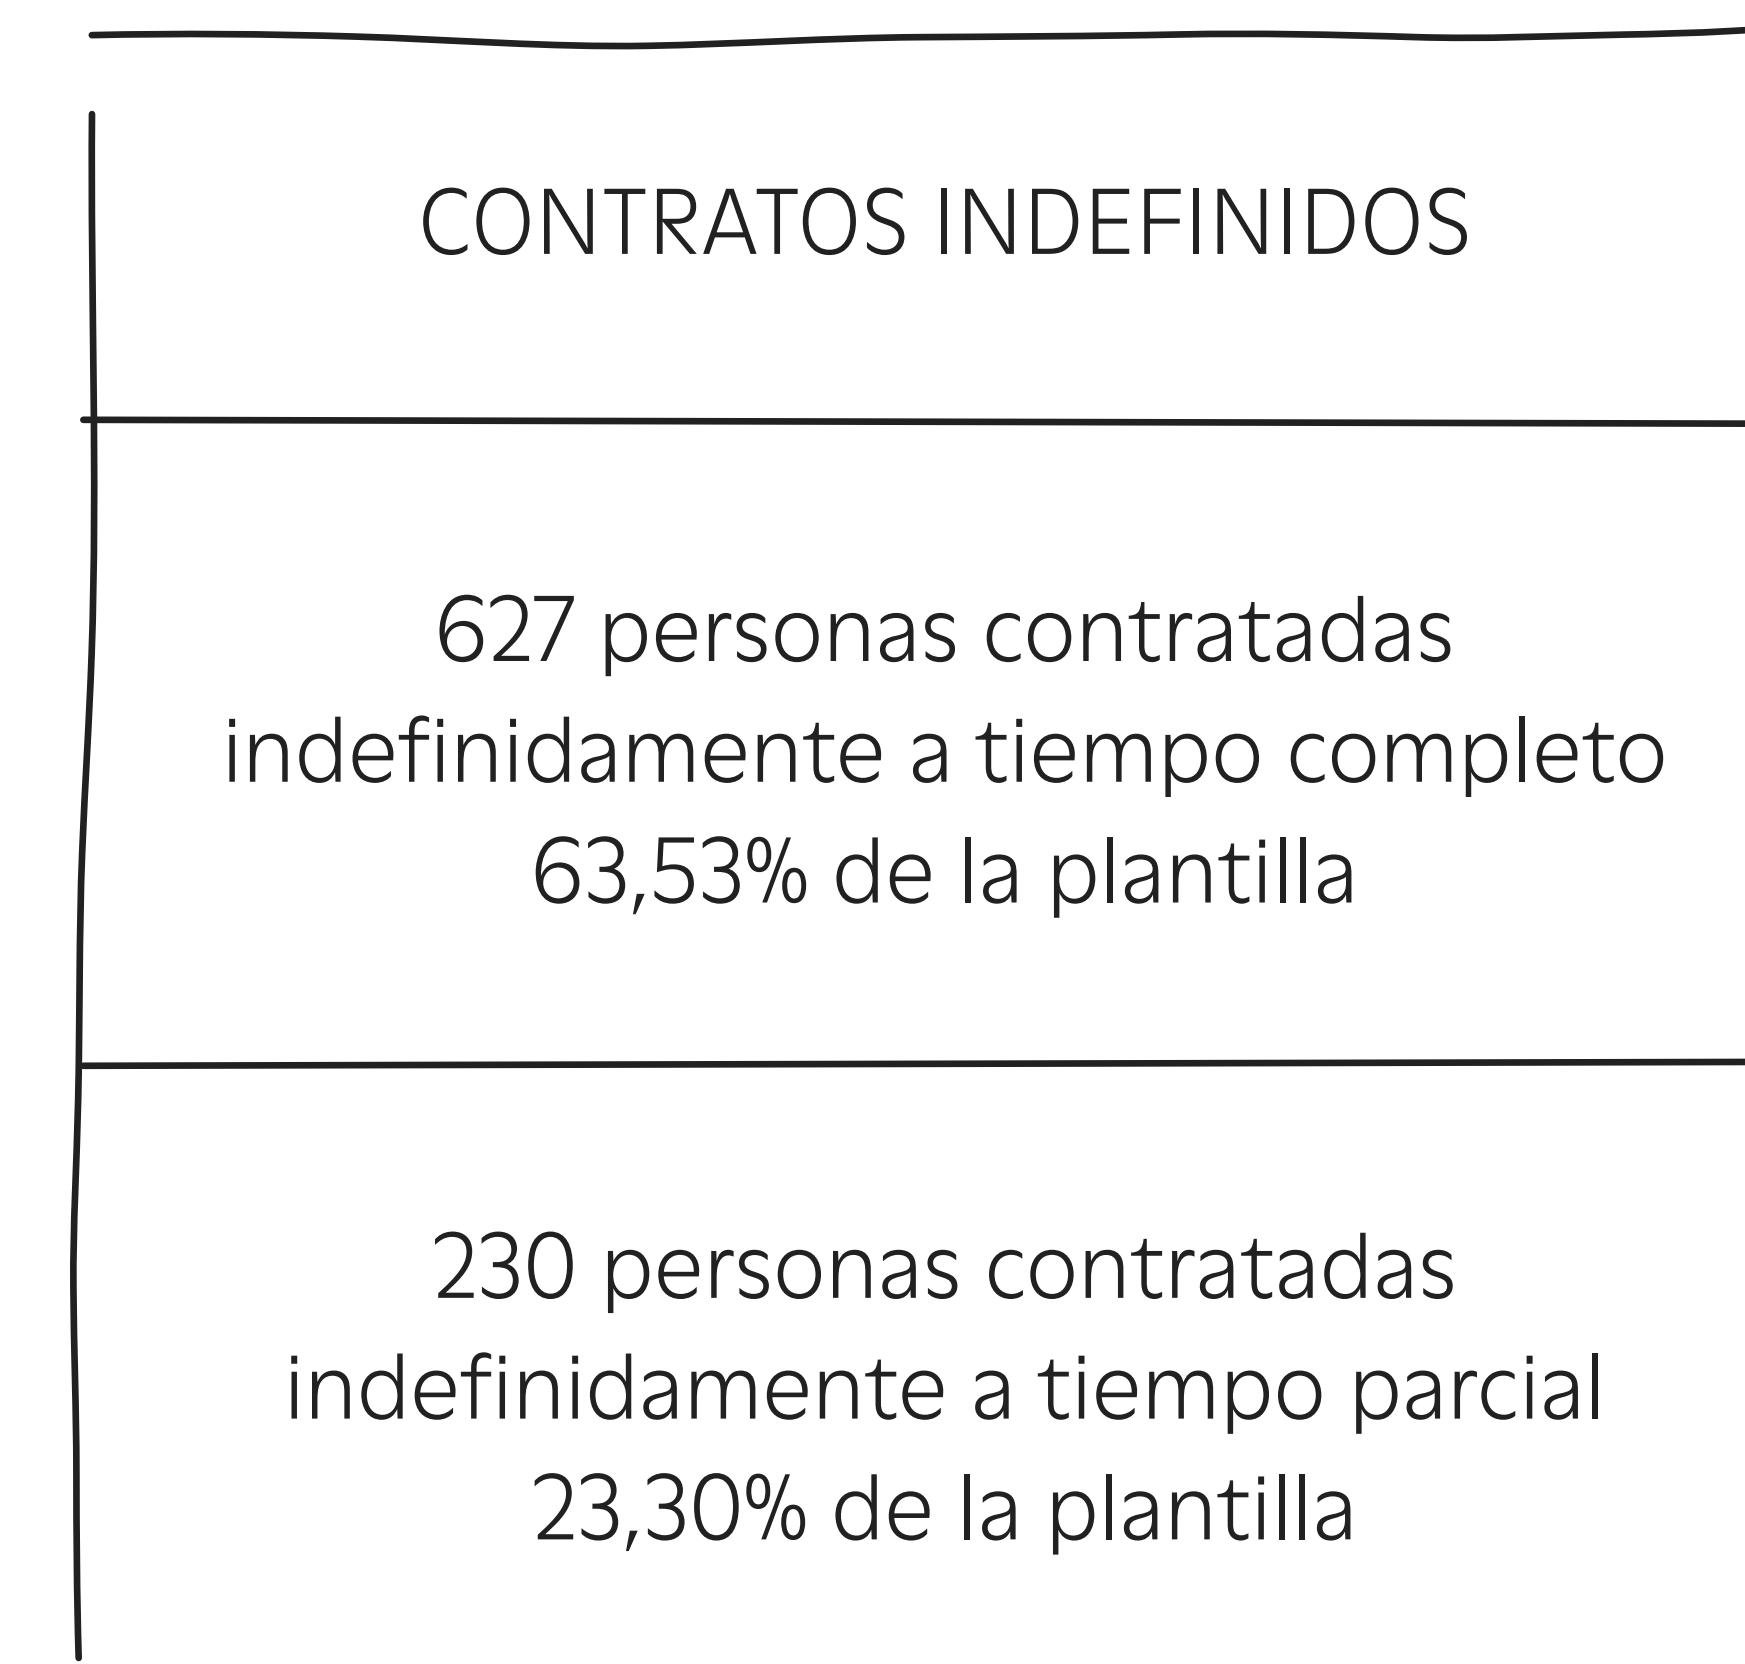 CONTRATOS INDEFINIDOS
627 personas contratadas
indefinidamente a tiempo completo
63,53% de la plantilla
230 personas contratadas
indefinidamente a tiempo parcial
23,30% de la plantilla